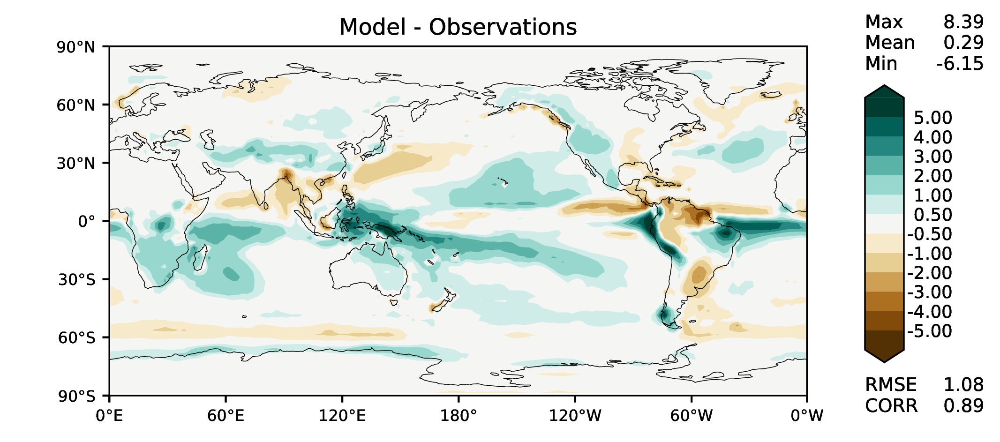 Model - Observations
Max 8.39
Mean 0.29
Min -6.15
90°N
60°N
30°N
0°
30°S
60°S
90°S
0°E 60°E 120°E 180° 120°W 60°W 0°W
5.00
4.00
3.00
2.00
1.00
0.50
-0.50
-1.00
-2.00
-3.00
-4.00
-5.00
RMSE 1.08
CORR 0.89